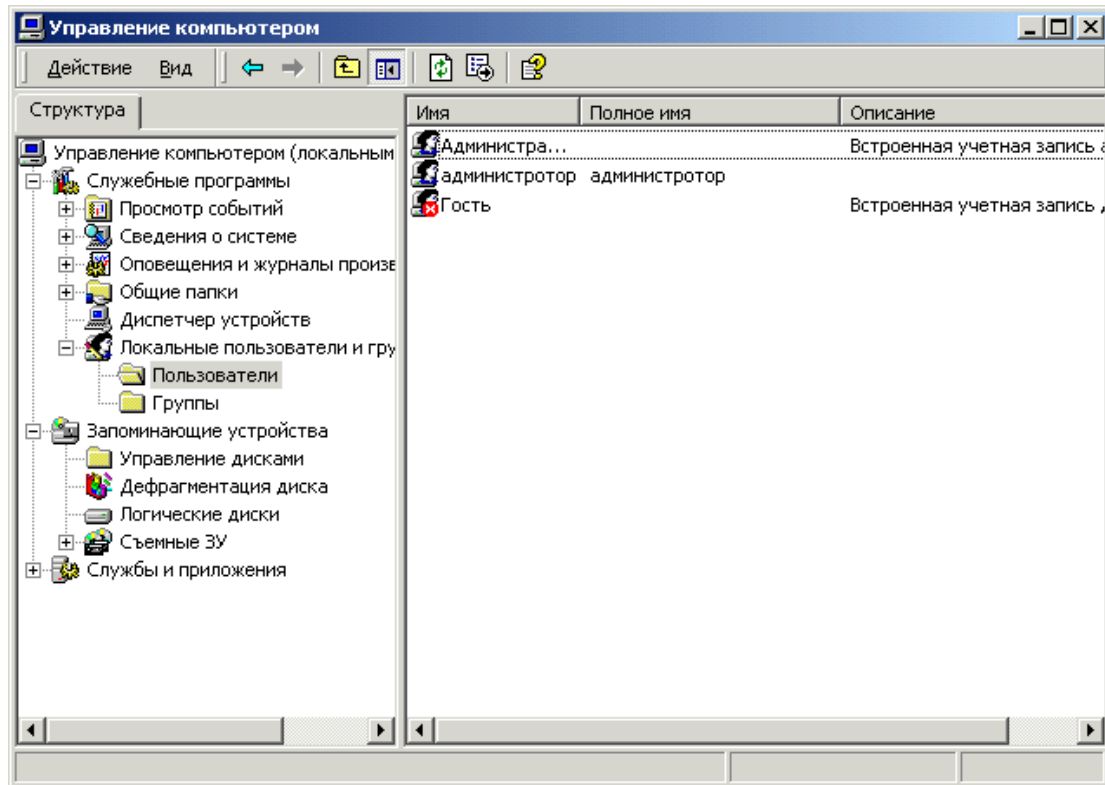 Управление компьютером
Действие Вид
Структура
Имя Полное имя Описание
Управление компьютером (локальным
Служебные программы
Просмотр событий
Сведения о системе
Оповещения и журналы произв
Общие папки
Диспетчер устройств
Локальные пользователи и гру
Пользователи
Группы
Запоминающие устройства
Управление дисками
Дефрагментация диска
Логические диски
Съемные ЗУ
Службы и приложения
Администра... Встроенная учетная запись а
администротор администротор
Гость Встроенная учетная запись д